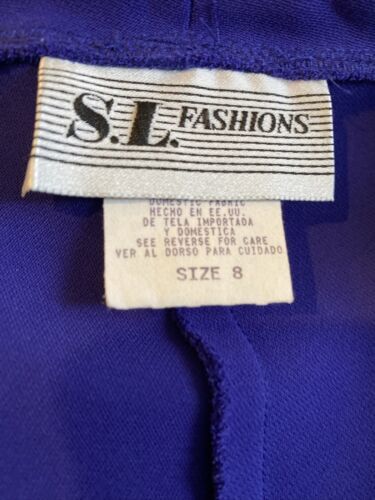 S.L. FASHIONS
DOMESTIC FABRIC
HECHO EN EE.UU.
DE TELA IMPORTADA
Y DOMESTICA
SEE REVERSE FOR CARE
VER AL DORSO PARA CUIDADO
SIZE 8